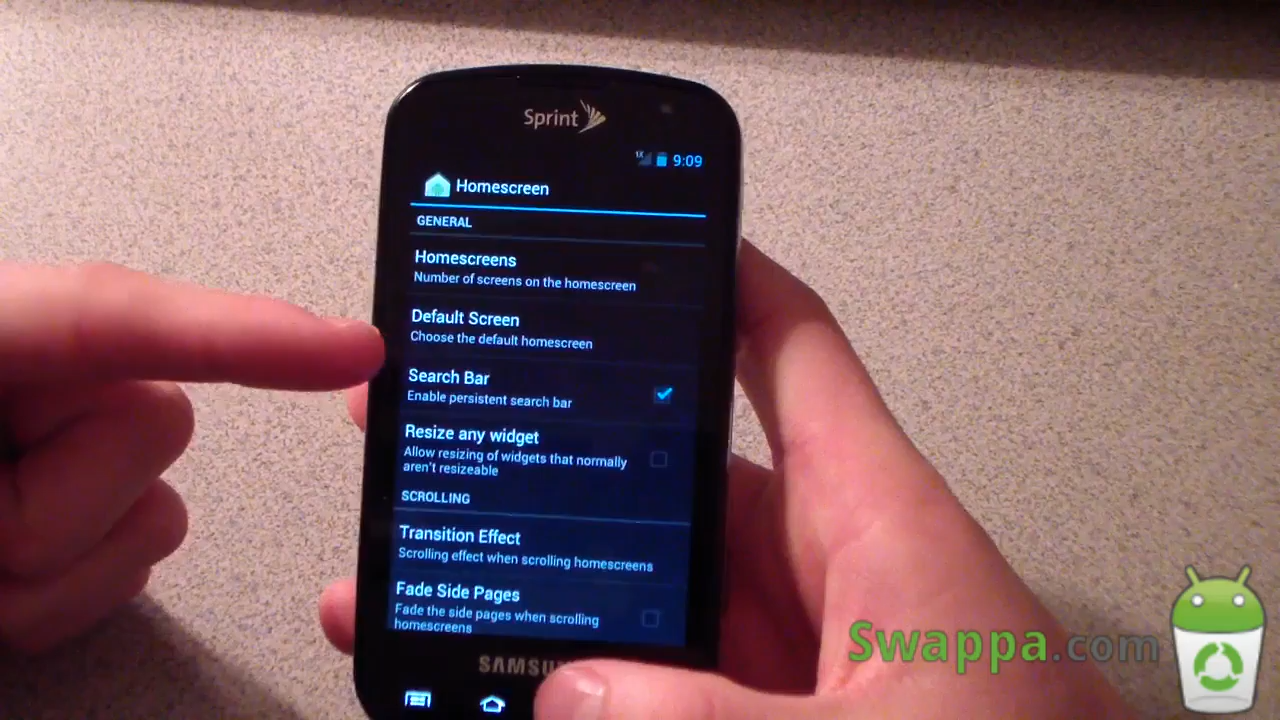 Sprint
1X 9:09
Homescreen
GENERAL
Homescreens
Number of screens on the homescreen
Default Screen
Choose the default homescreen
Search Bar
Enable persistent search bar
Resize any widget
Allow resizing of widgets that normally
aren't resizeable
SCROLLING
Transition Effect
Scrolling effect when scrolling homescreens
Fade Side Pages
Fade the side pages when scrolling
homescreens
SAMSU
Swappa.com